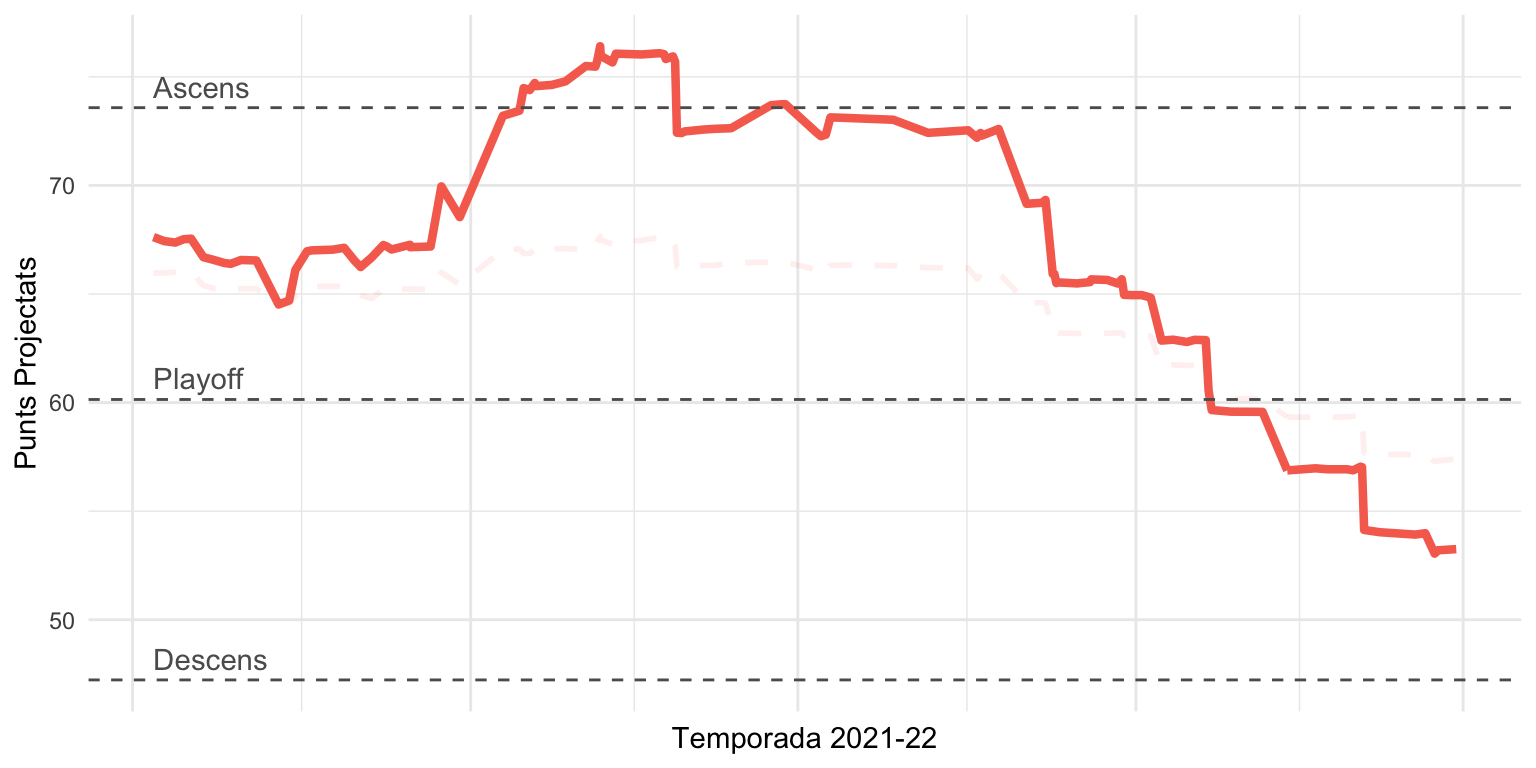 Ascens
70
Playoff
60
50
Descens
Punts Projectats
Temporada 2021-22